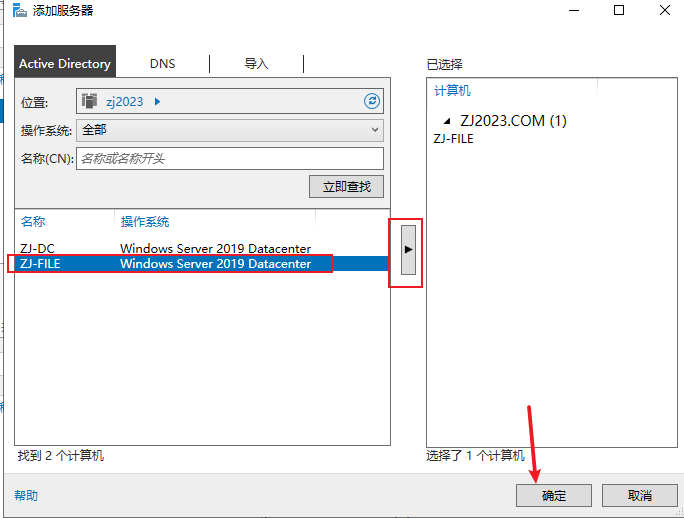 添加服务器
Active Directory
DNS
导入
位置:
zj2023
操作系统:
全部
名称(CN):
名称或名称开头
立即查找
名称 操作系统
ZJ-DC Windows Server 2019 Datacenter
ZJ-FILE Windows Server 2019 Datacenter
找到 2 个计算机
已选择
计算机
ZJ2023.COM (1)
ZJ-FILE
选择了 1 个计算机
帮助
确定
取消